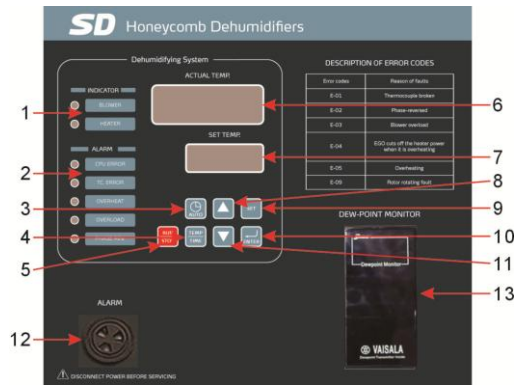 SD Honeycomb Dehumidifiers
Dehumidifying System
ACTUAL TEMP.
SET TEMP.
INDICATOR
BLOWER
HEATER
ALARM
CPU ERROR
TC ERROR
OVERHEAT
OVERLOAD
AUTO
SET
TEMP
TIME
ENTER
DESCRIPTION OF ERROR CODES
Error codes Reason of faults
E-01 Thermocouple broken
E-02 Phase-reversed
E-03 Blower overload
E-04 EGO cuts off the heater power
when it is overheating
E-05 Overheating
E-09 Rotor rotating fault
DEW-POINT MONITOR
Dewpoint Monitor
VAISALA
ALARM
DISCONNECT POWER BEFORE SERVICING
1
2
3
4
5
6
7
8
9
10
11
12
13